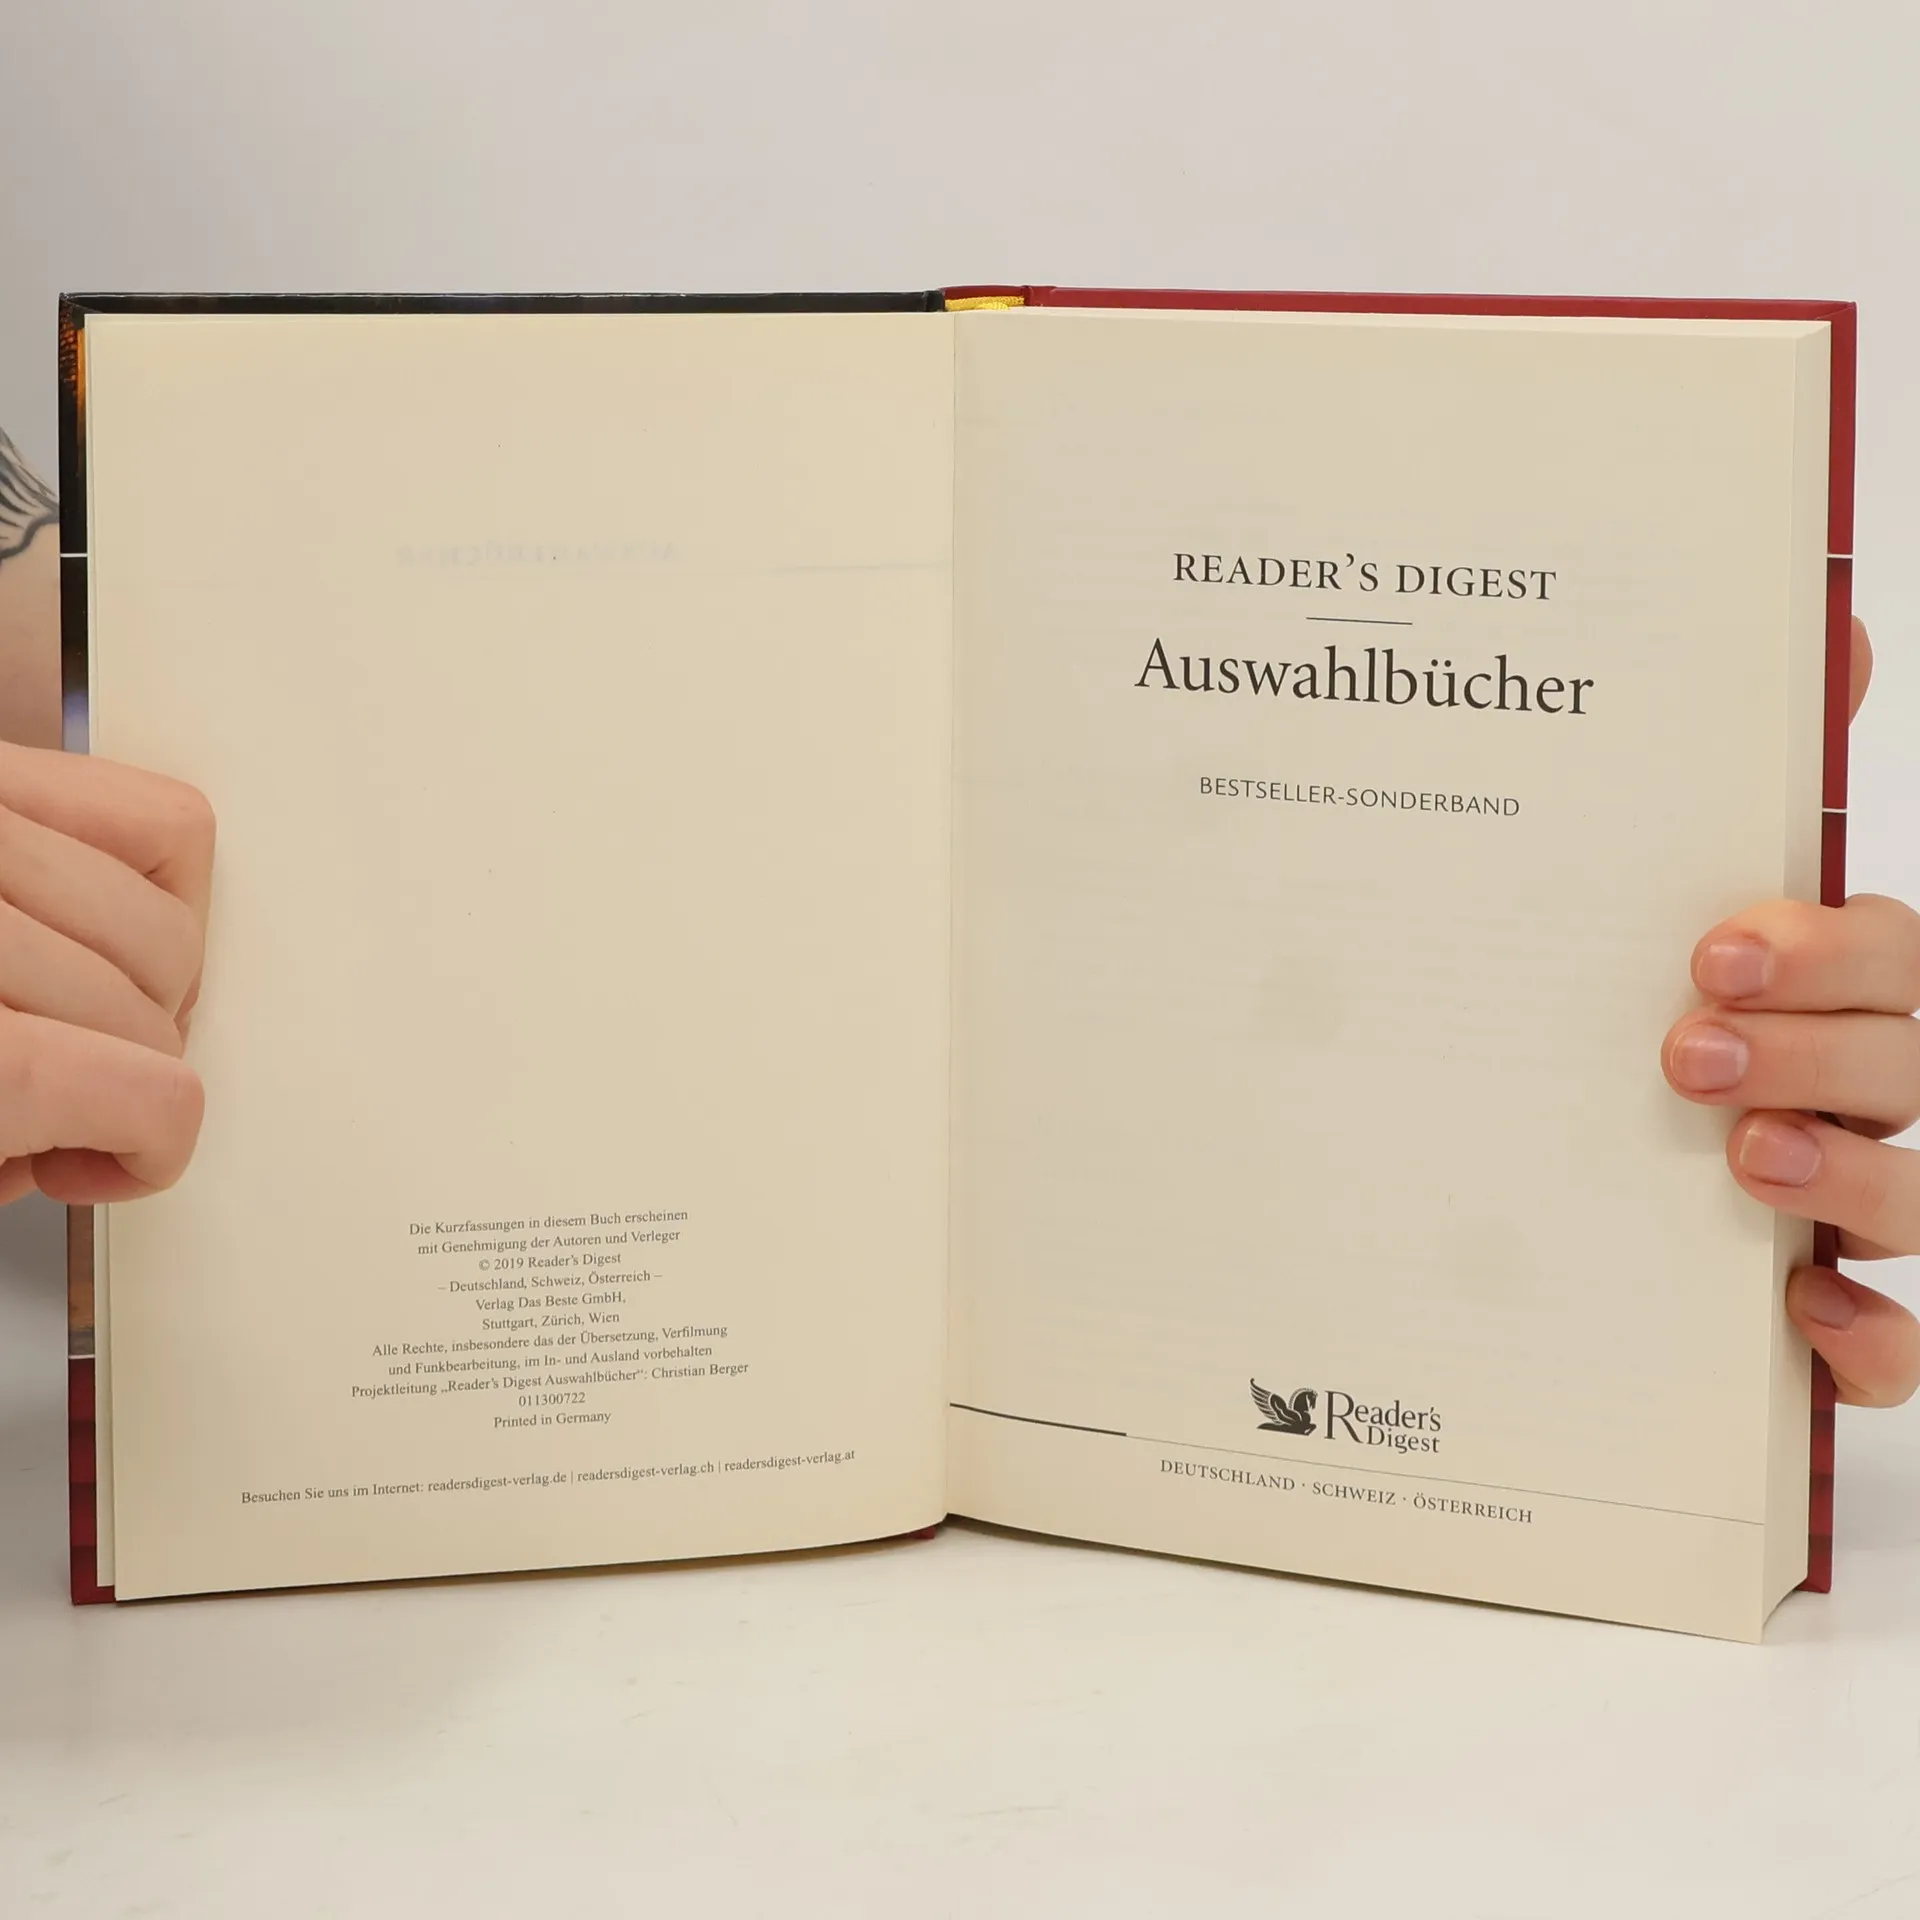 Die Kurzfassungen in diesem Buch erscheinen
mit Genehmigung der Autoren und Verleger
© 2019 Reader's Digest
– Deutschland, Schweiz, Österreich –
Verlag Das Beste GmbH,
Stuttgart, Zürich, Wien
Alle Rechte, insbesondere das der Übersetzung, Verfilmung
und Funkbearbeitung, im In- und Ausland vorbehalten
Projektleitung „Reader's Digest Auswahlbücher“: Christian Berger
011300722
Printed in Germany
Besuchen Sie uns im Internet: readersdigest-verlag.de | readersdigest-verlag.ch | readersdigest-verlag.at
READER’S DIGEST
Auswahlbücher
BESTSELLER-SONDERBAND
Reader's
Digest
DEUTSCHLAND · SCHWEIZ · ÖSTERREICH